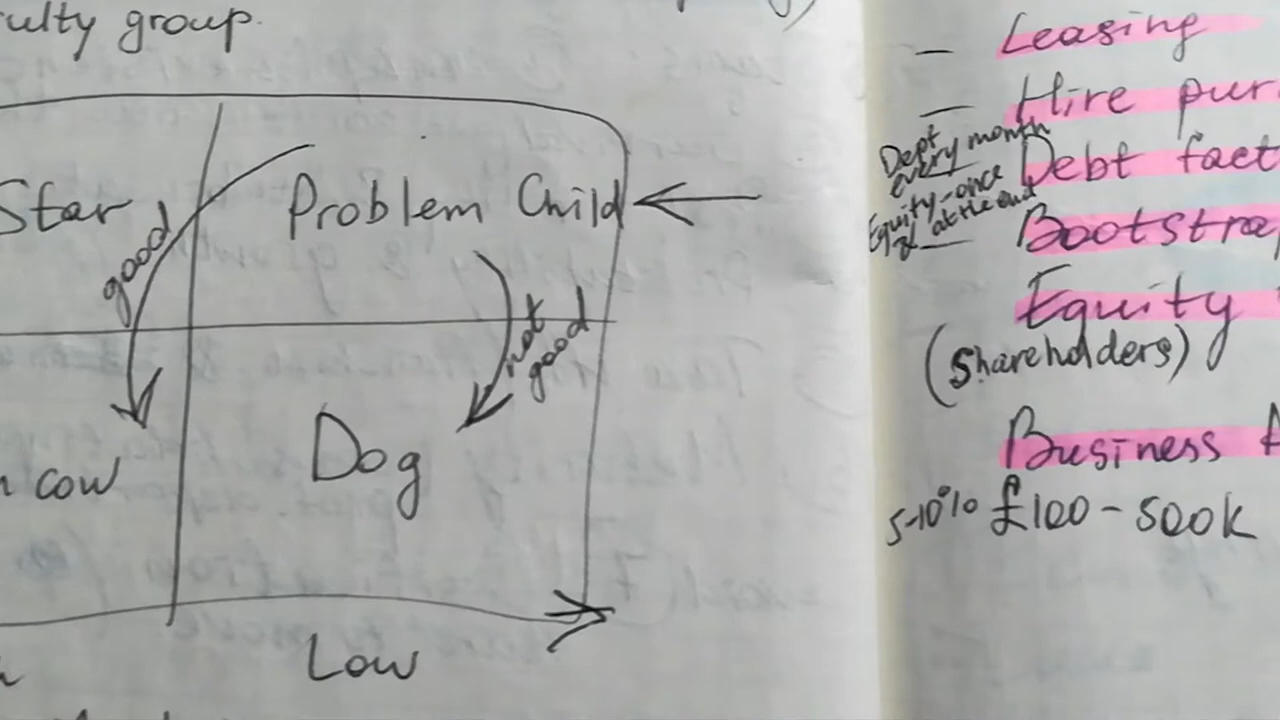 ulty group.
Star
good
Problem Child
not
good
cow
Dog
Low
- Leasing
- Hire pur
Dept
every month
Debt fact
Equity-once
& at the end
- Bootstrap
Equity
(shareholders)
Business A
5-10% £100-500k